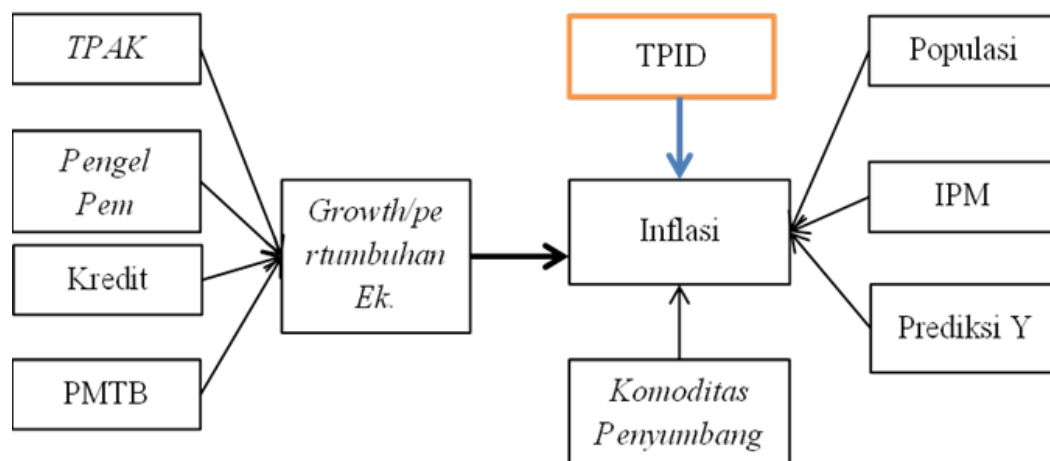 TPAK
Pengel
Pem
Kredit
PMTB
Growth/pe
rtumbuhan
Ek.
TPID
Inflasi
Komoditas
Penyumbang
Populasi
IPM
Prediksi Y